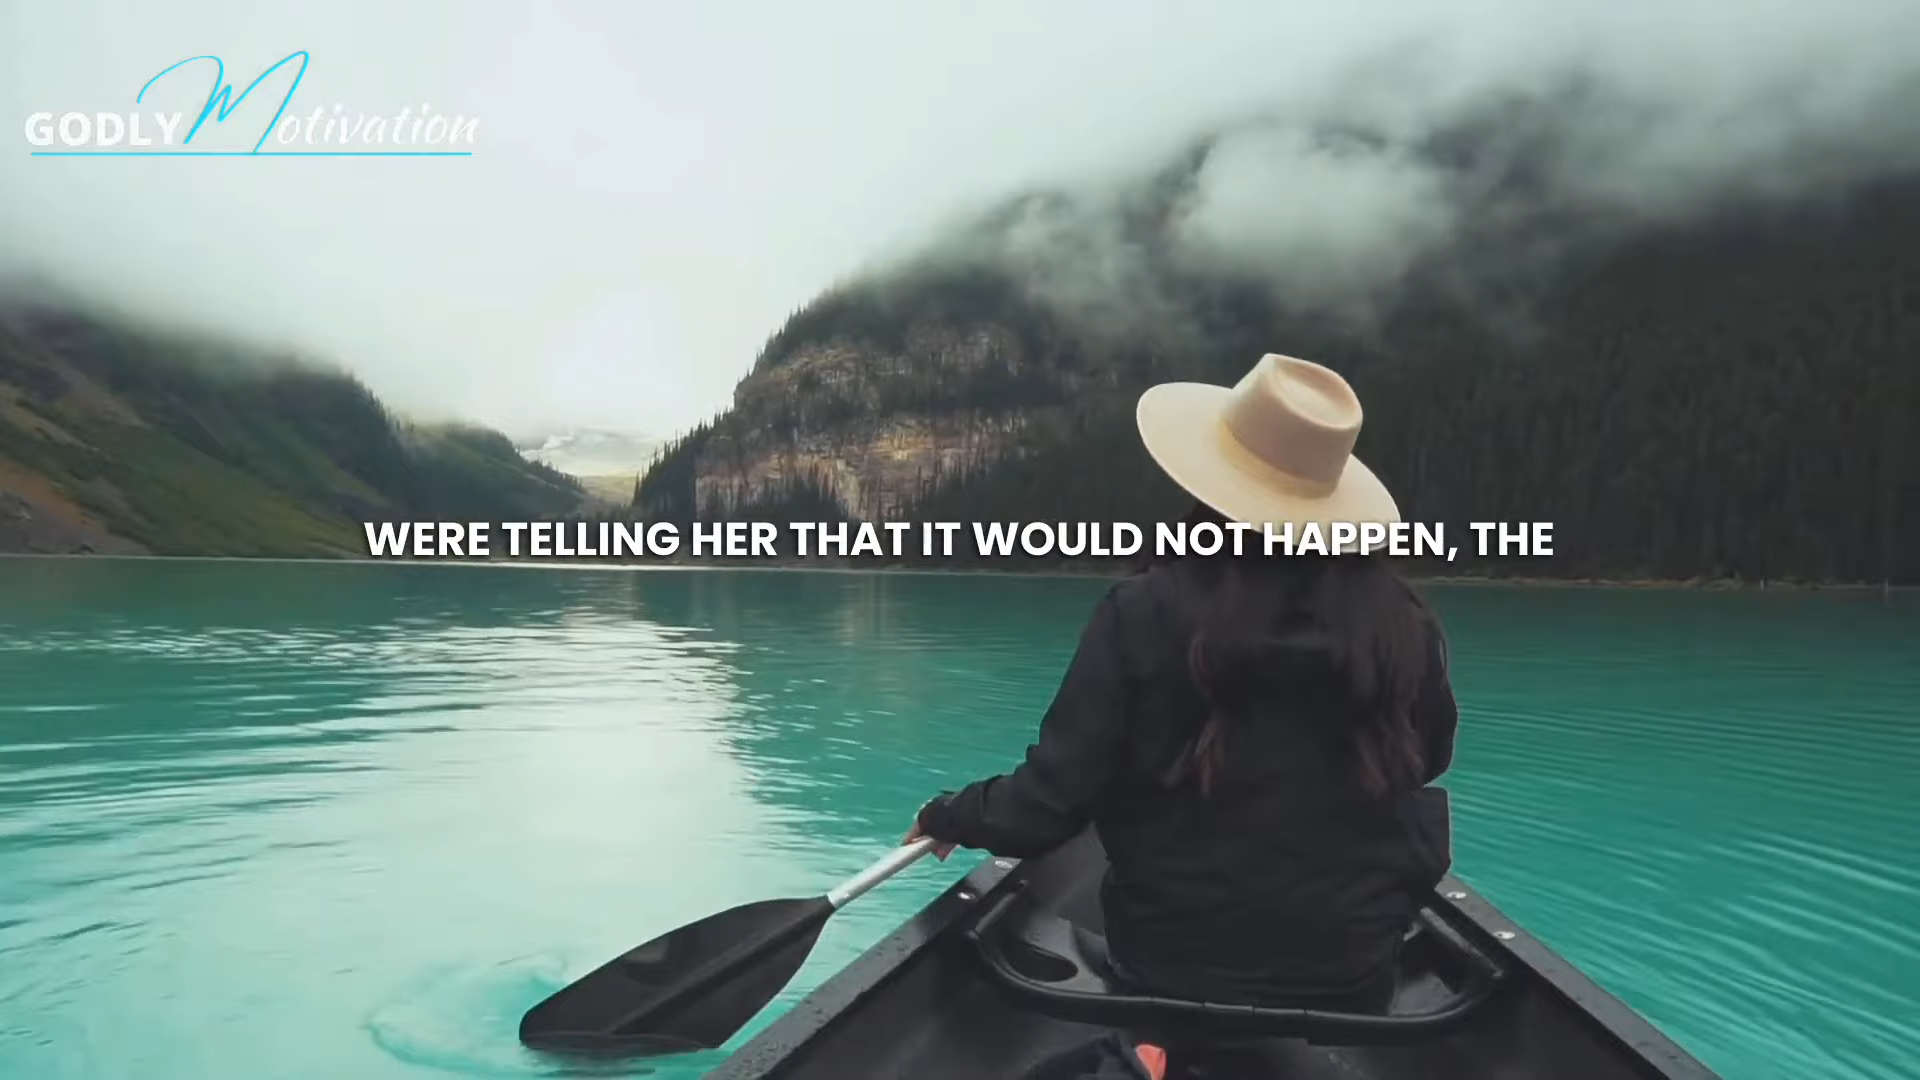 GODLY Motivation
WERE TELLING HER THAT IT WOULD NOT HAPPEN, THE